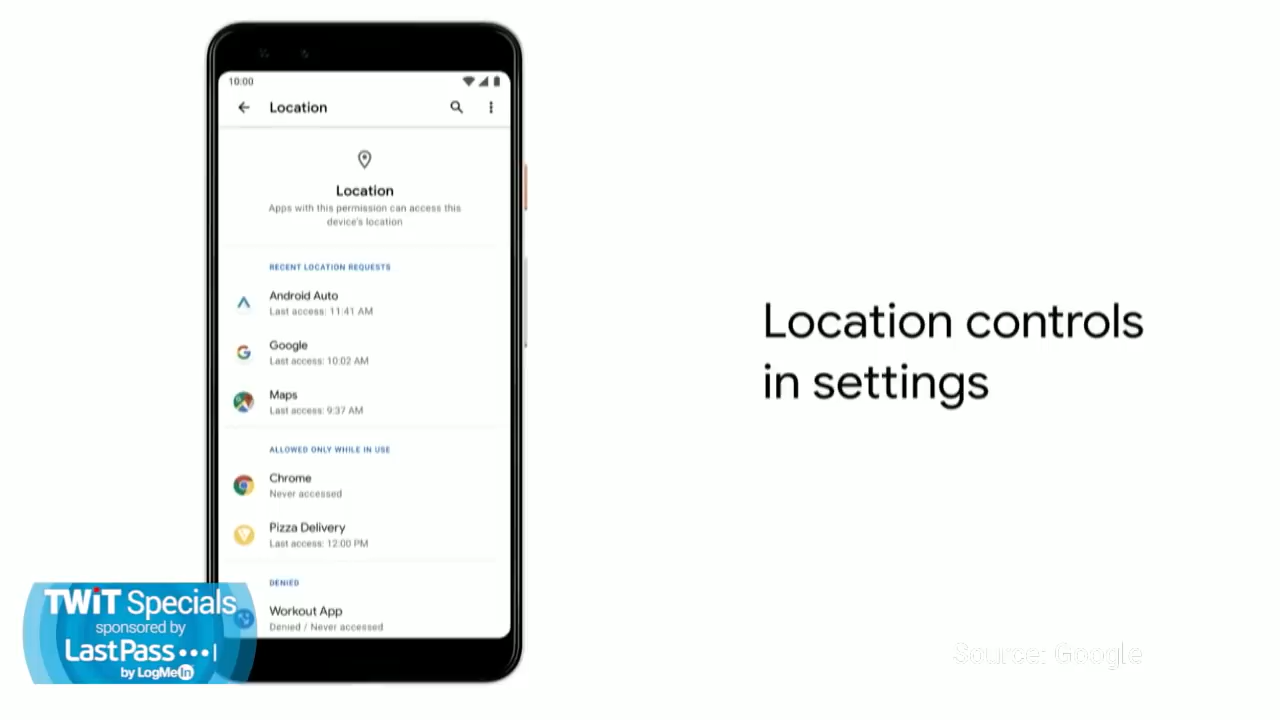 10:00
Location
Location
Apps with this permission can access this
device's location
RECENT LOCATION REQUESTS
Android Auto
Last access: 11:41 AM
Google
Last access: 10:02 AM
Maps
Last access: 9:37 AM
ALLOWED ONLY WHILE IN USE
Chrome
Never accessed
Pizza Delivery
Last access: 12:00 PM
DENIED
Workout App
Denied / Never accessed
Location controls
in settings
TWiT Specials
sponsored by
LastPass •••|
by LogMeIn
Source: Google